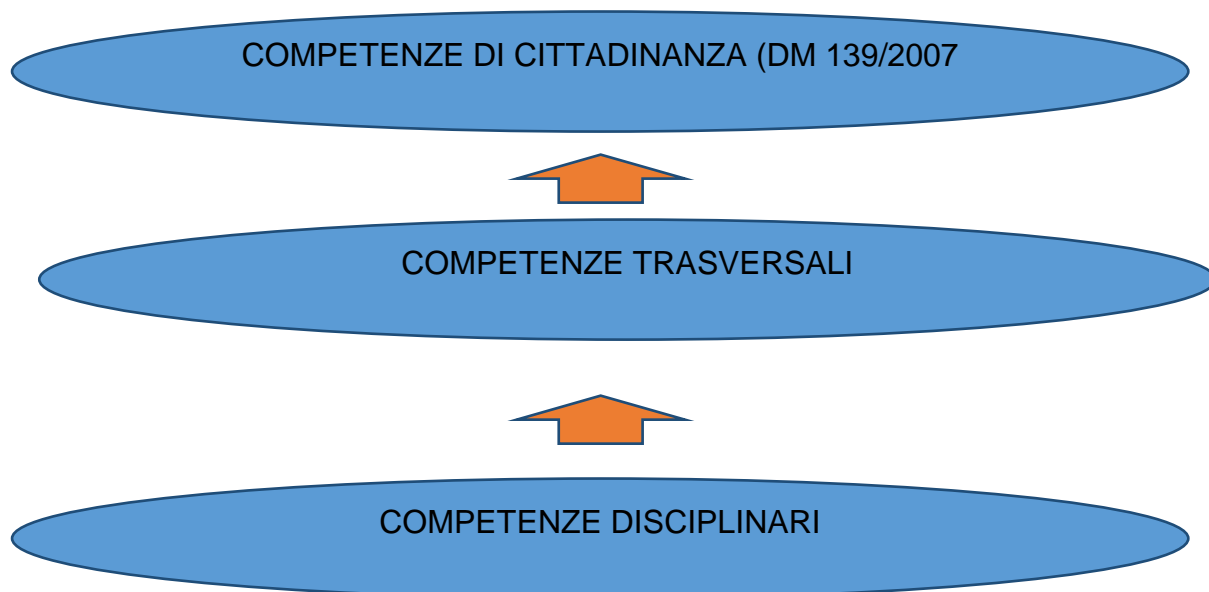 COMPETENZE DI CITTADINANZA (DM 139/2007
COMPETENZE TRASVERSALI
COMPETENZE DISCIPLINARI